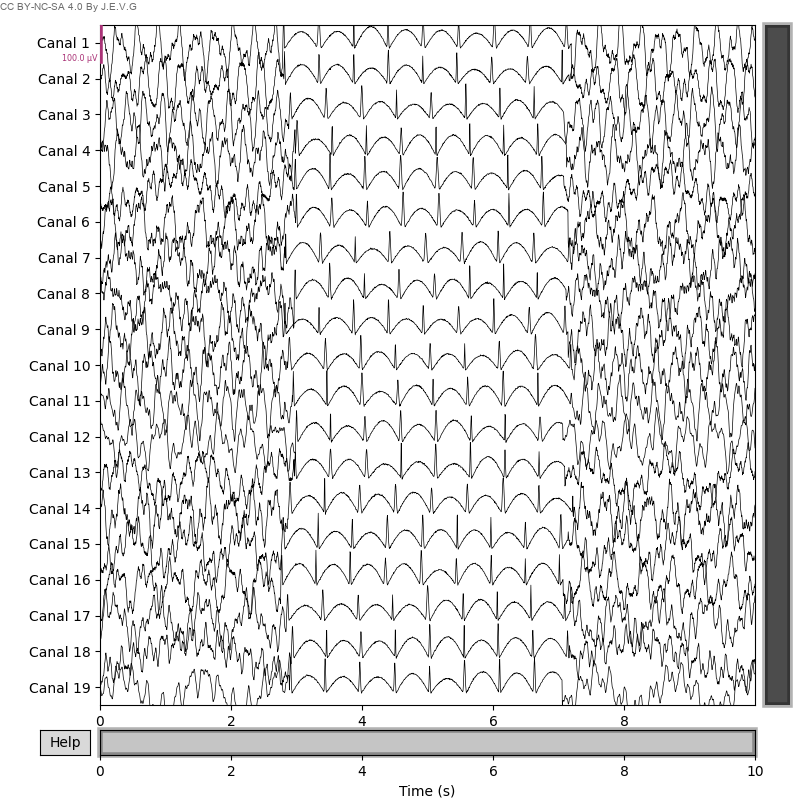 CC BY-NC-SA 4.0 By J.E.V.G
Canal 1
100.0 µV
Canal 2
Canal 3
Canal 4
Canal 5
Canal 6
Canal 7
Canal 8
Canal 9
Canal 10
Canal 11
Canal 12
Canal 13
Canal 14
Canal 15
Canal 16
Canal 17
Canal 18
Canal 19
0 2 4 6 8
Help
0 2 4 6 8 10
Time (s)